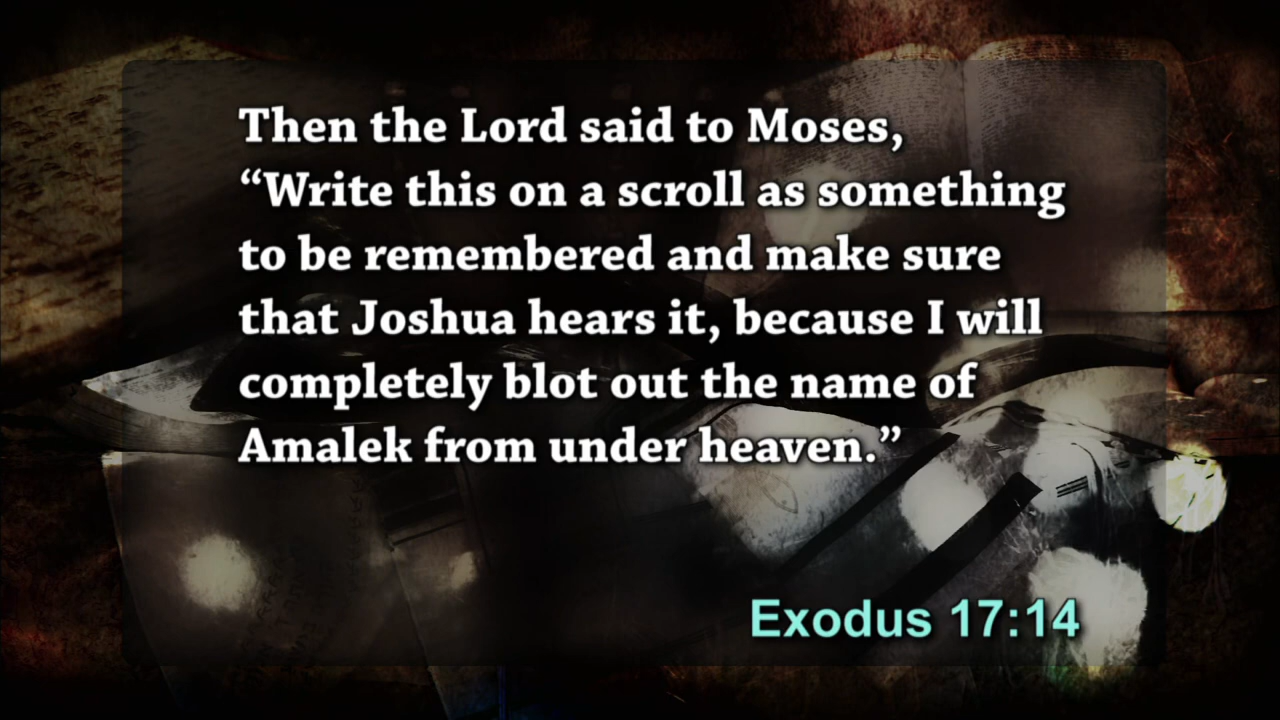 Then the Lord said to Moses,
“Write this on a scroll as something
to be remembered and make sure
that Joshua hears it, because I will
completely blot out the name of
Amalek from under heaven.”
Exodus 17:14